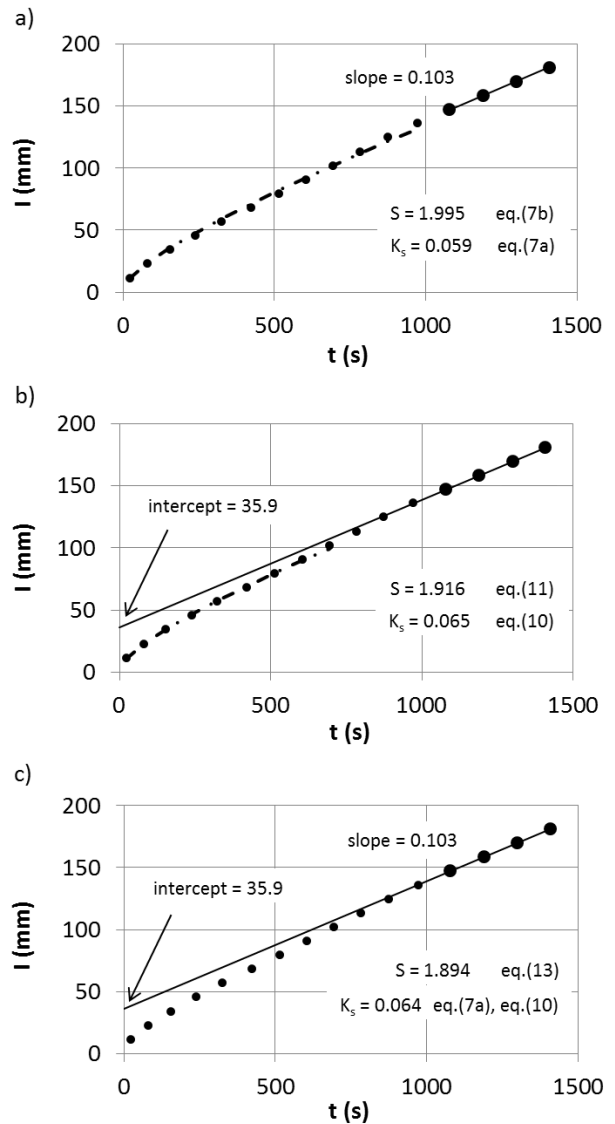 a)
200
150
100
50
0
I (mm)
slope = 0.103
S = 1.995 eq.(7b)
Ks = 0.059 eq.(7a)
0 500 1000 1500
t (s)
b)
200
150
100
50
0
I (mm)
intercept = 35.9
S = 1.916 eq.(11)
Ks = 0.065 eq.(10)
0 500 1000 1500
t (s)
c)
200
150
100
50
0
I (mm)
slope = 0.103
intercept = 35.9
S = 1.894 eq.(13)
Ks = 0.064 eq.(7a), eq.(10)
0 500 1000 1500
t (s)